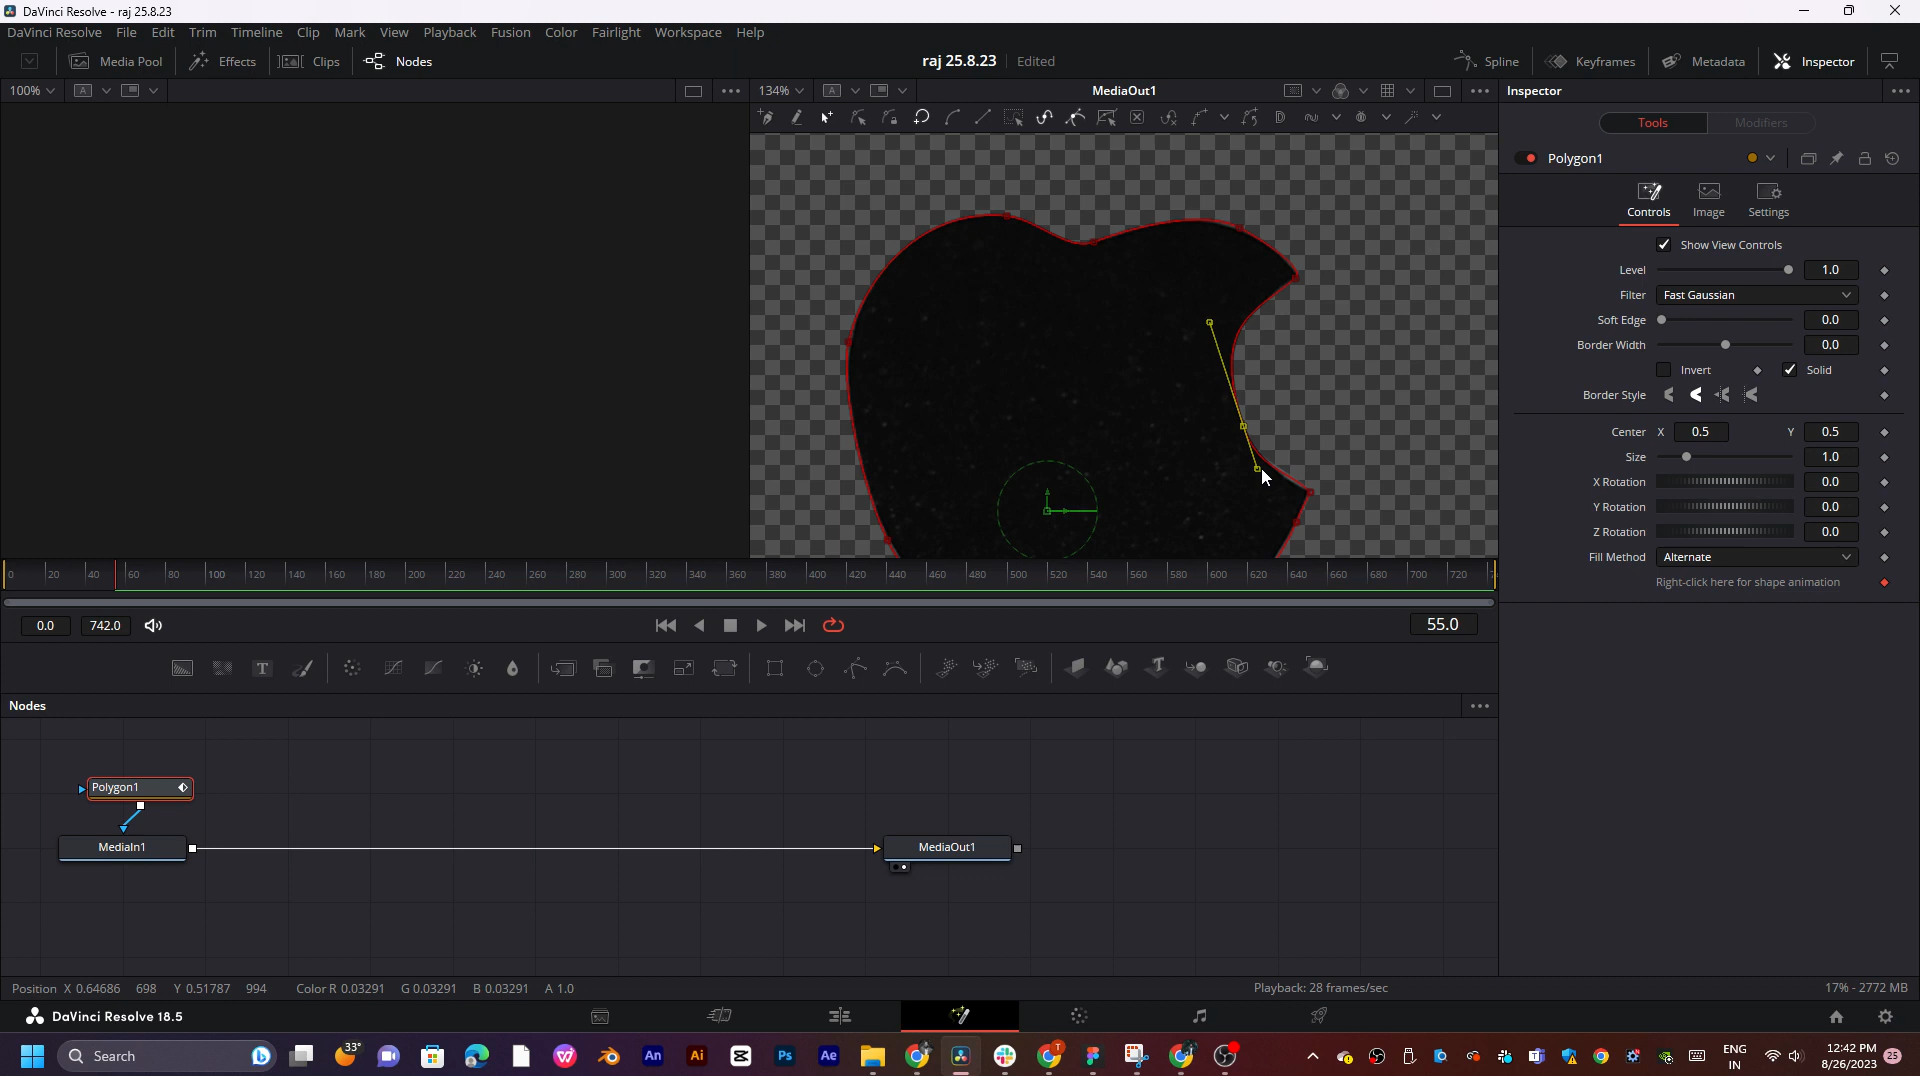 DaVinci Resolve - raj 25.8.23
DaVinci Resolve File Edit Trim Timeline Clip Mark View Playback Fusion Color Fairlight Workspace Help
Media Pool Effects Clips Nodes raj 25.8.23 Edited Spline Keyframes Metadata Inspector
100% A 134% A MediaOut1 Inspector
Tools Modifiers
Polygon1
Controls Image Settings
Show View Controls
Level 1.0
Filter Fast Gaussian
Soft Edge 0.0
Border Width 0.0
Invert Solid
Border Style
Center X 0.5 Y 0.5
Size 1.0
X Rotation 0.0
Y Rotation 0.0
Z Rotation 0.0
Fill Method Alternate
Right-click here for shape animation
0 20 40 60 80 100 120 140 160 180 200 220 240 260 280 300 320 340 360 380 400 420 440 460 480 500 520 540 560 580 600 620 640 660 680 700 720
0.0 742.0 55.0
Nodes
Polygon1
MediaIn1
MediaOut1
Position X 0.64686 698 Y 0.51787 994 Color R 0.03291 G 0.03291 B 0.03291 A 1.0 Playback: 28 frames/sec 17% - 2772 MB
DaVinci Resolve 18.5
Search 33° ENG IN 12:42 PM 8/26/2023 25